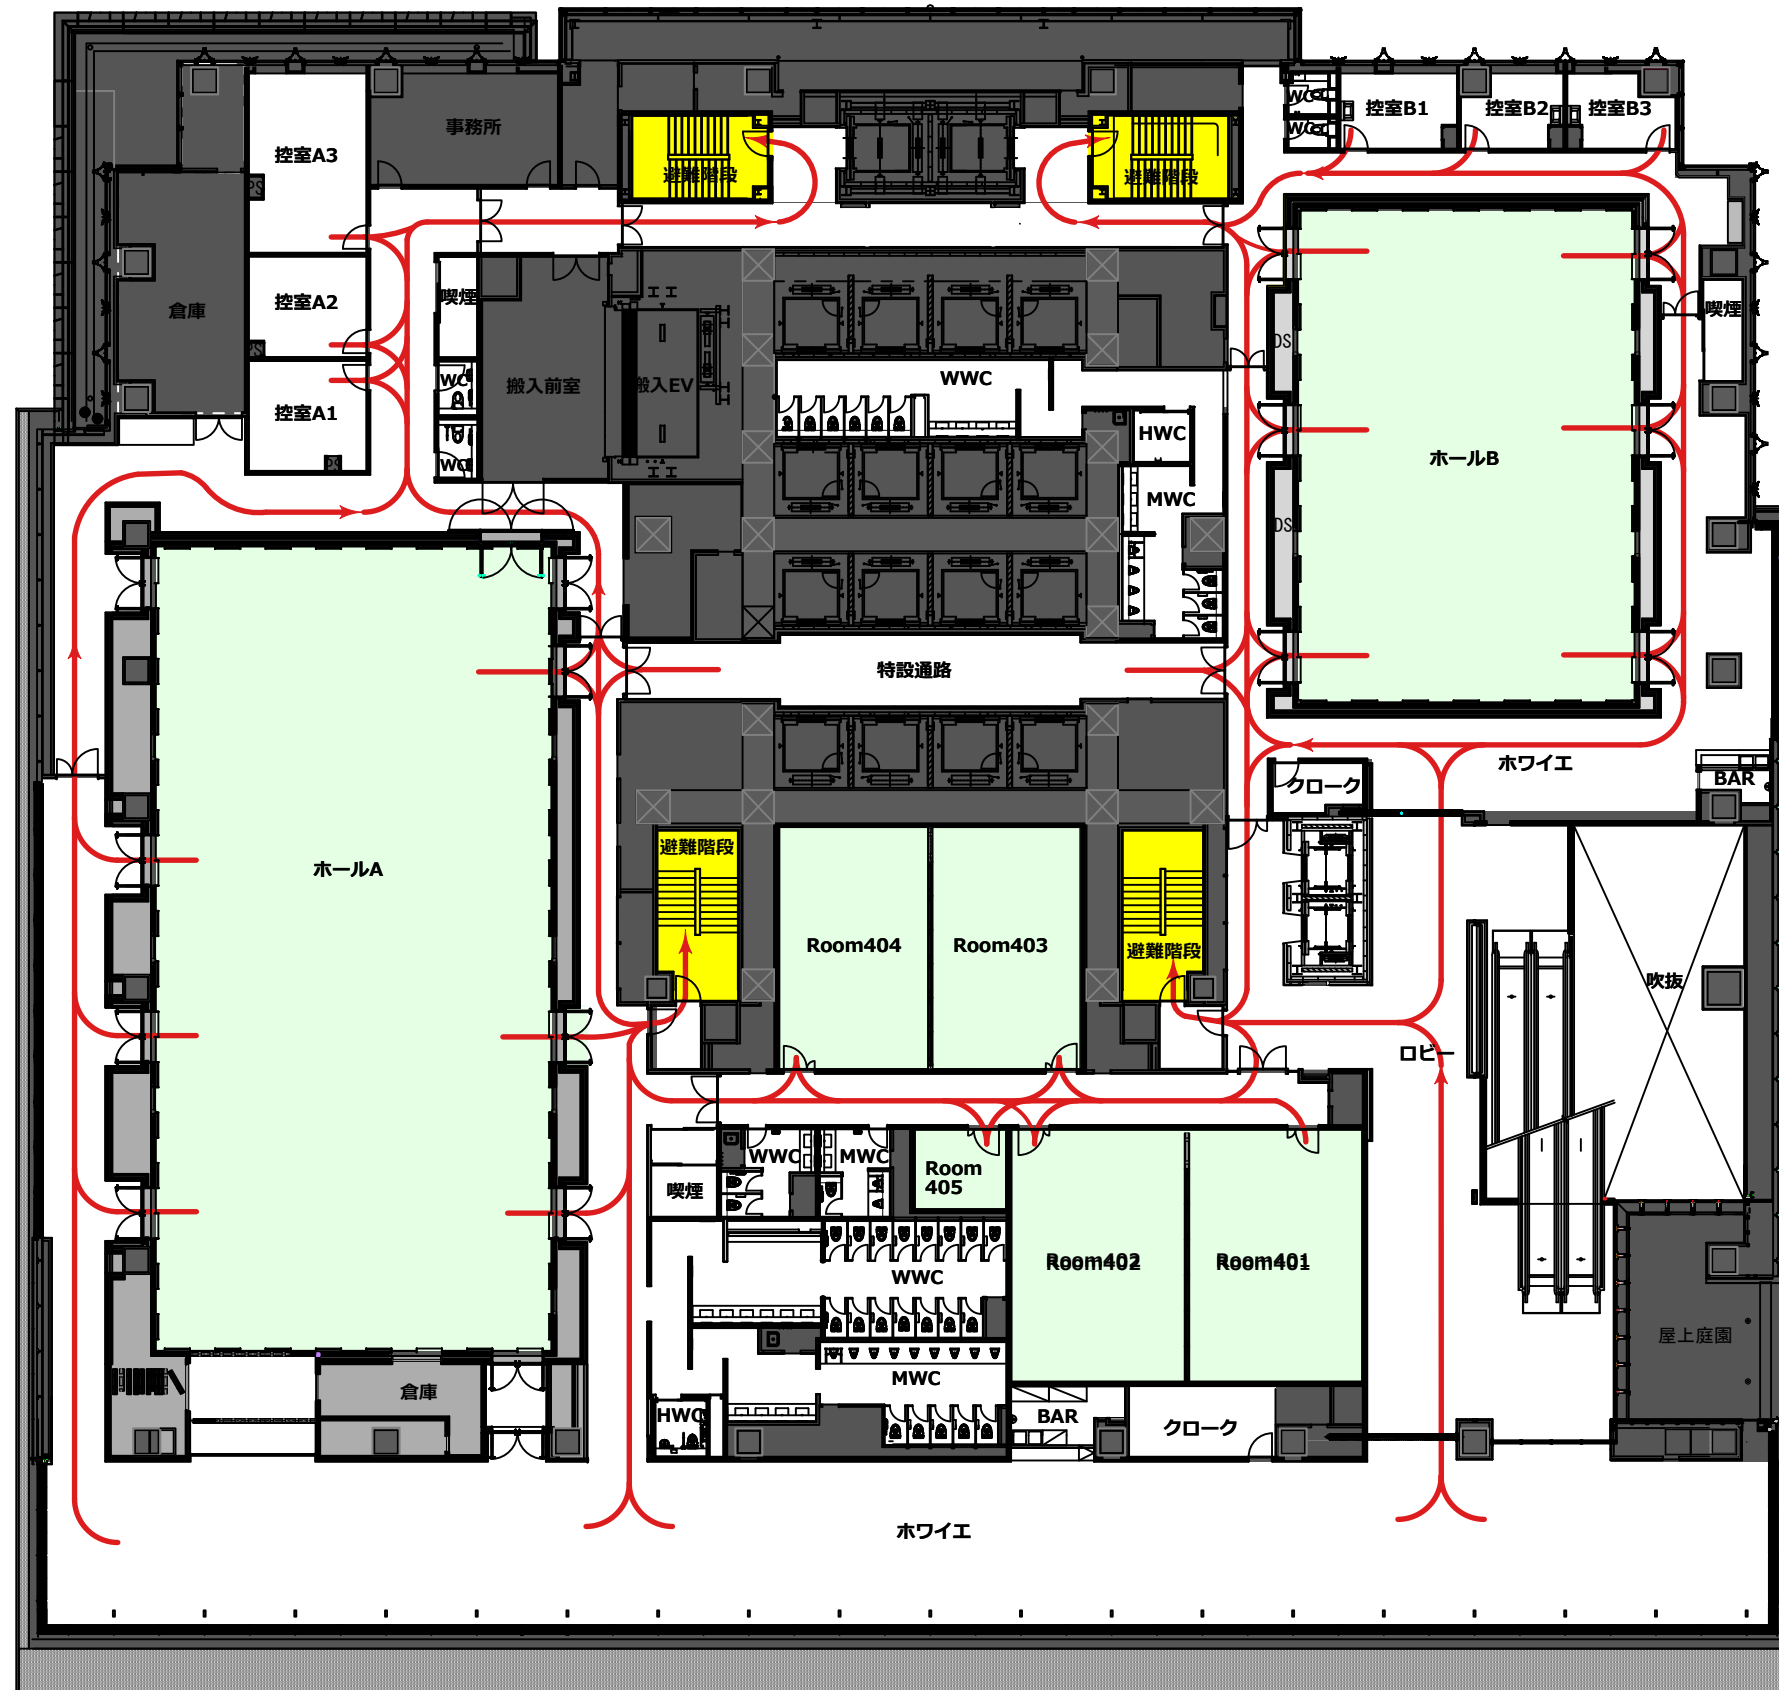 WC
WC
控室B1
控室B2
控室B3
事務所
控室A3
避難階段
避難階段
PS
喫煙
控室A2
倉庫
喫煙
DS
PS
WC
搬入前室
搬入EV
WWC
控室A1
HWC
ホールB
PS
WC
MWC
DS
特設通路
ホワイエ
クローク
BAR
避難階段
ホールA
Room404
Room403
避難階段
吹抜
ロビー
WWC
MWC
Room
405
喫煙
Room402
Room401
WWC
屋上庭園
MWC
倉庫
HWC
BAR
クローク
ホワイエ